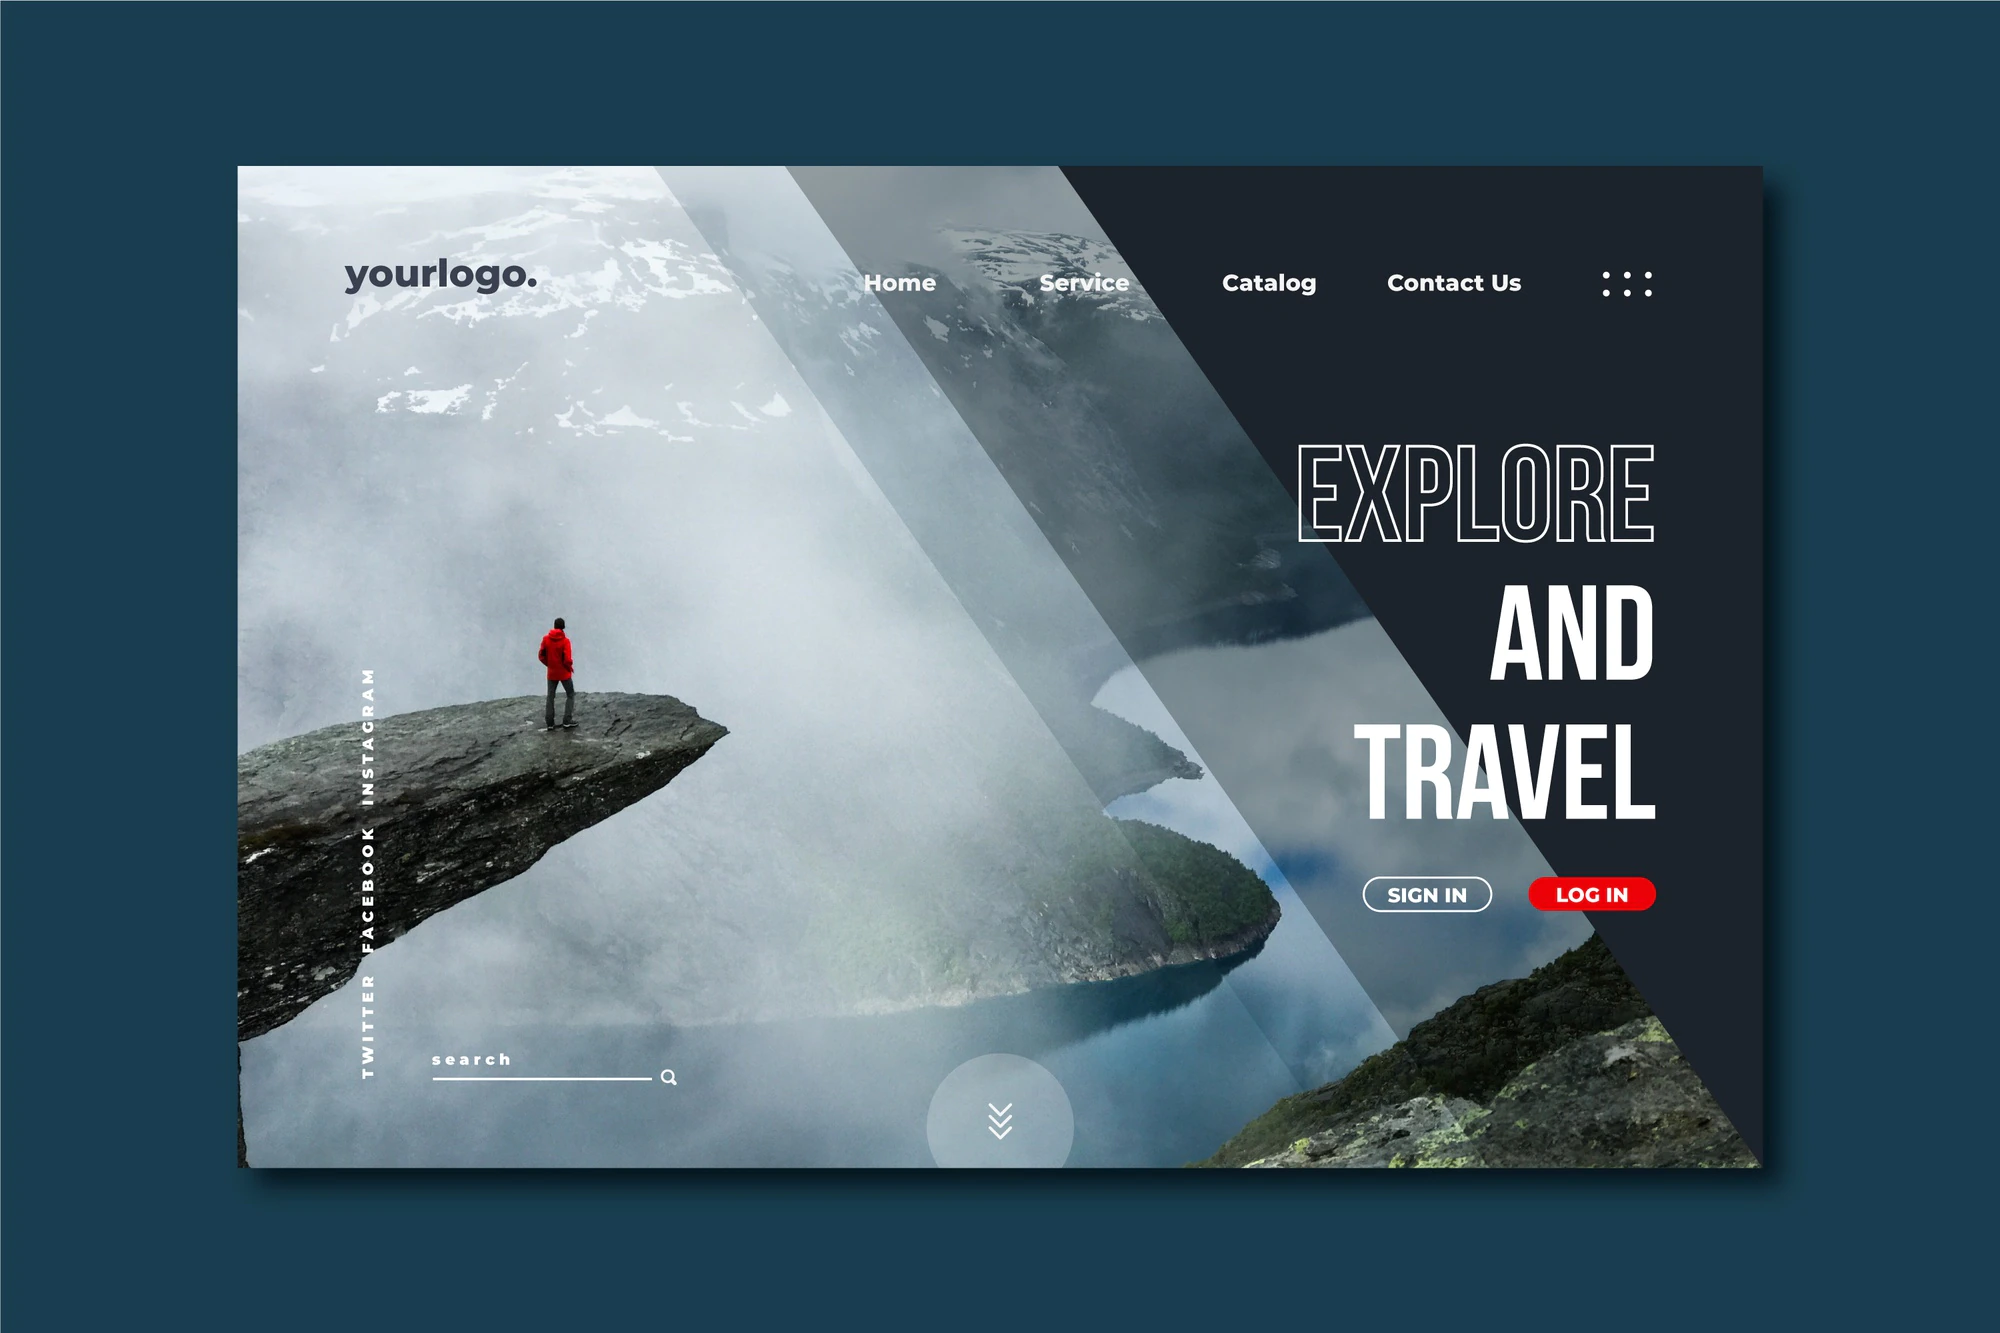 yourlogo.
Home Service Catalog Contact Us
EXPLORE
AND
TRAVEL
SIGN IN LOG IN
TWITTER FACEBOOK INSTAGRAM
search